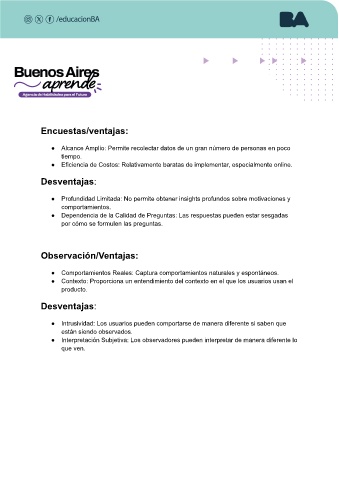 /educacionBA
BA
Buenos Aires
aprende
Agencia de Habilidades para el Futuro
Encuestas/ventajas:
● Alcance Amplio: Permite recolectar datos de un gran número de personas en poco
tiempo.
● Eficiencia de Costos: Relativamente baratas de implementar, especialmente online.
Desventajas:
● Profundidad Limitada: No permite obtener insights profundos sobre motivaciones y
comportamientos.
● Dependencia de la Calidad de Preguntas: Las respuestas pueden estar sesgadas
por cómo se formulen las preguntas.
Observación/Ventajas:
● Comportamientos Reales: Captura comportamientos naturales y espontáneos.
● Contexto: Proporciona un entendimiento del contexto en el que los usuarios usan el
producto.
Desventajas:
● Intrusividad: Los usuarios pueden comportarse de manera diferente si saben que
están siendo observados.
● Interpretación Subjetiva: Los observadores pueden interpretar de manera diferente lo
que ven.